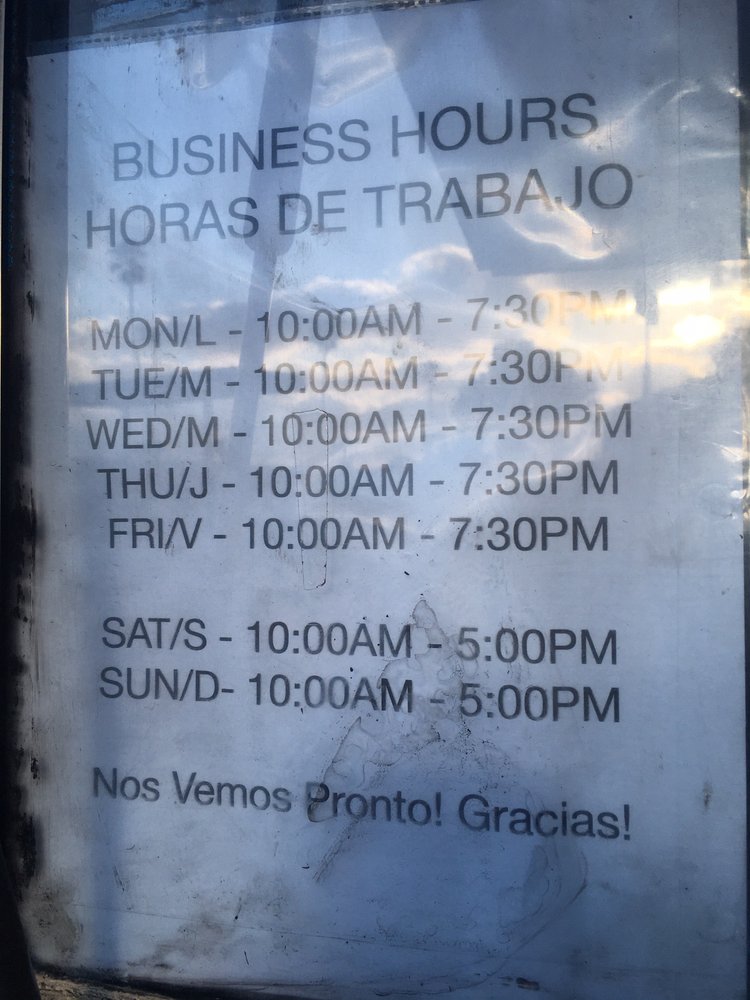 BUSINESS HOURS
HORAS DE TRABAJO
MON/L - 10:00AM - 7:30PM
TUE/M - 10:00AM - 7:30PM
WED/M - 10:00AM - 7:30PM
THU/J - 10:00AM - 7:30PM
FRI/V - 10:00AM - 7:30PM
SAT/S - 10:00AM - 5:00PM
SUN/D- 10:00AM - 5:00PM
Nos Vemos Pronto! Gracias!